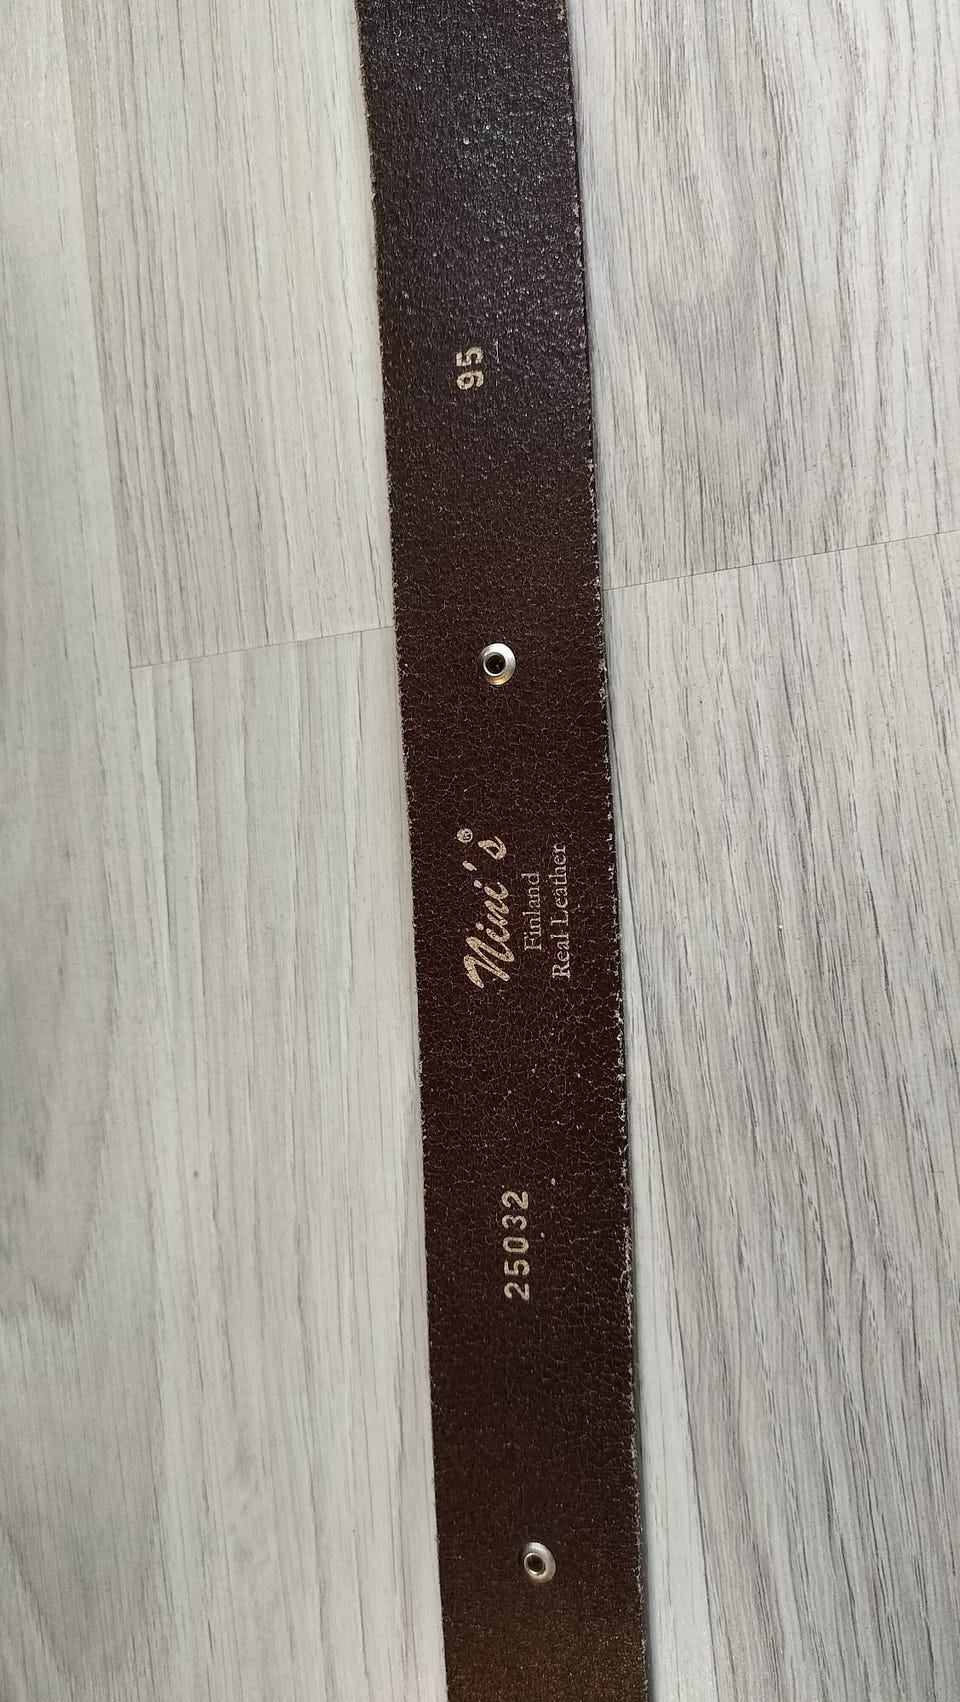 25032
Nini's®
Finland
Real Leather
95